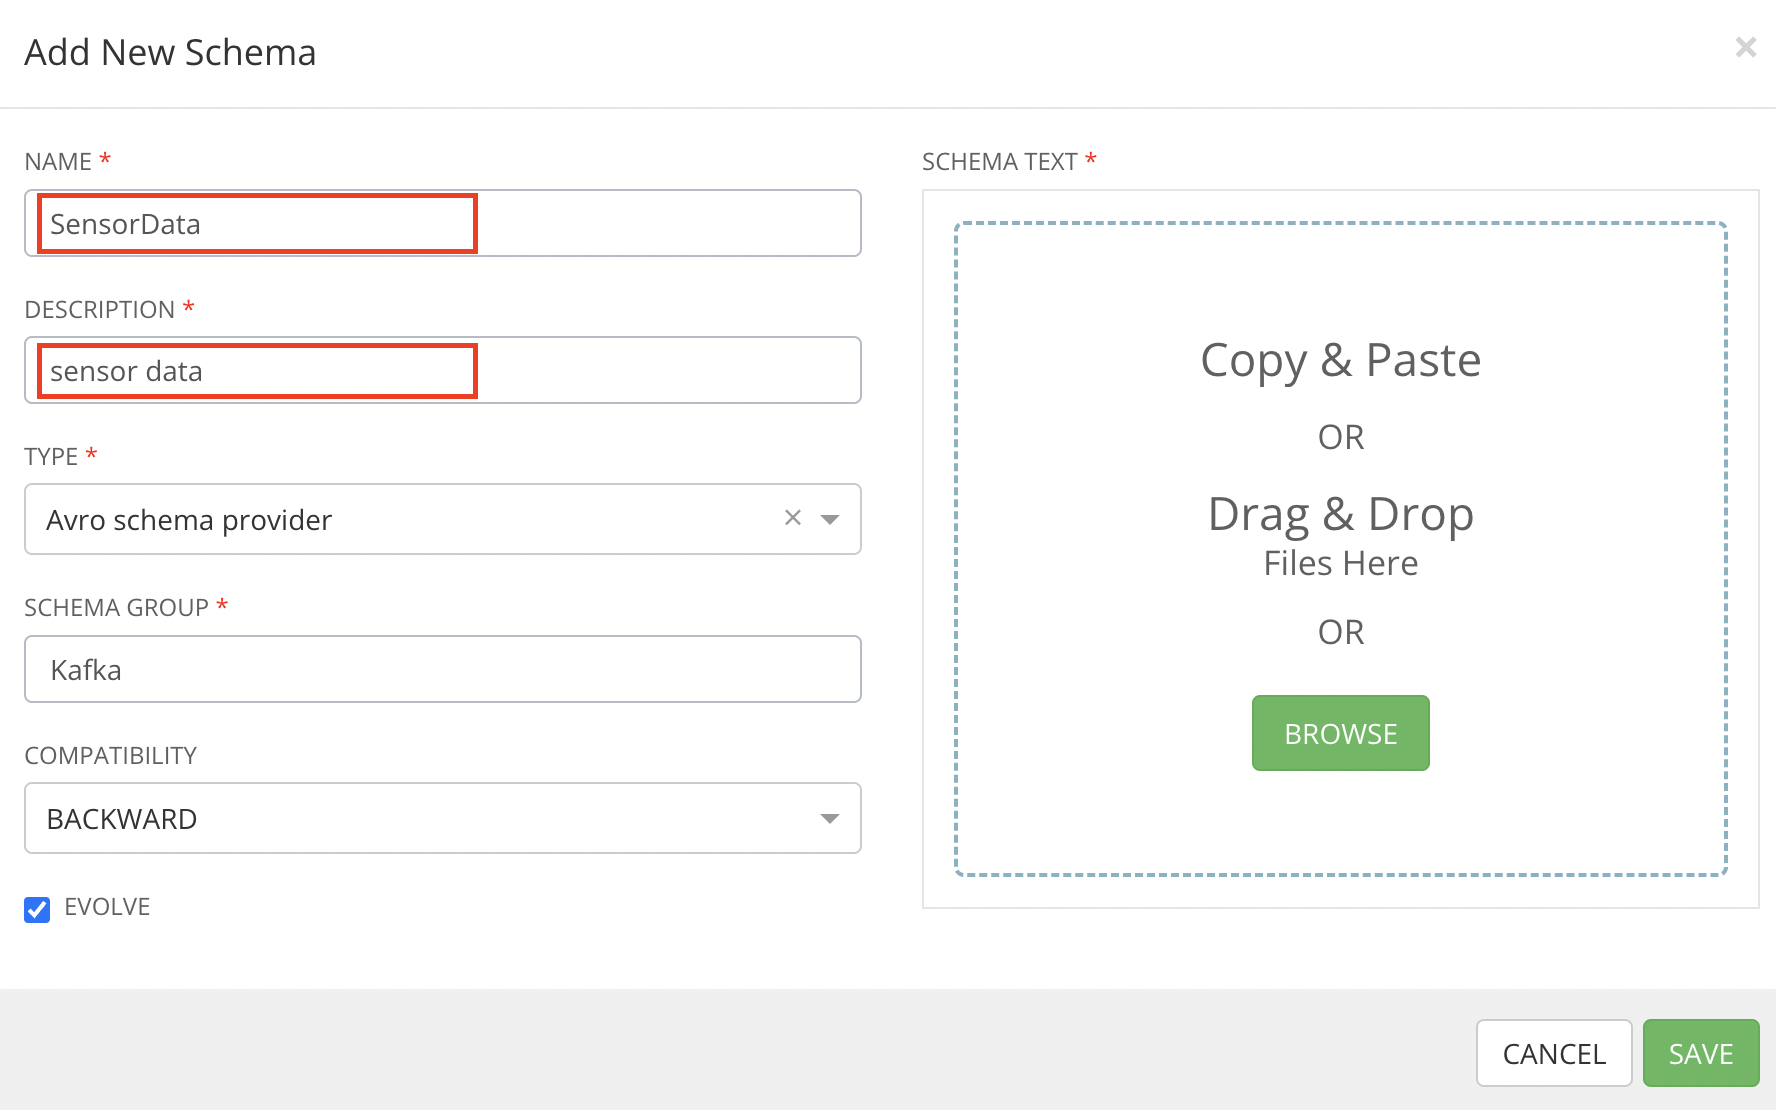 Add New Schema
NAME *
SensorData
DESCRIPTION *
sensor data
TYPE *
Avro schema provider
SCHEMA GROUP *
Kafka
COMPATIBILITY
BACKWARD
EVOLVE
SCHEMA TEXT *
Copy & Paste
OR
Drag & Drop
Files Here
OR
BROWSE
CANCEL
SAVE